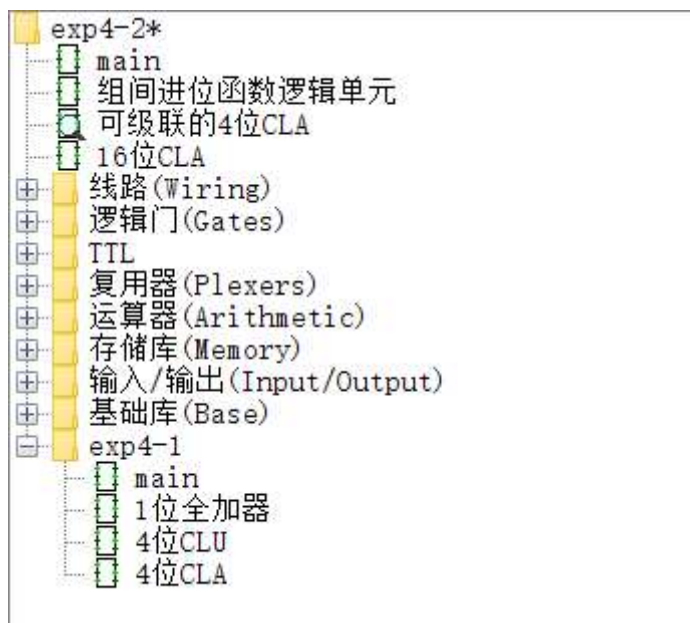 exp4-2*
main
组间进位函数逻辑单元
可级联的4位CLA
16位CLA
线路(Wiring)
逻辑门(Gates)
TTL
复用器(Plexers)
运算器(Arithmetic)
存储库(Memory)
输入/输出(Input/Output)
基础库(Base)
exp4-1
main
1位全加器
4位CLU
4位CLA